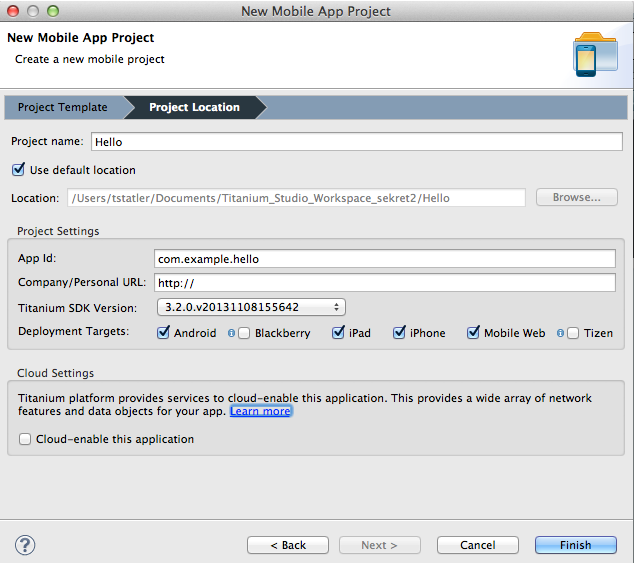 New Mobile App Project
New Mobile App Project
Create a new mobile project
Project Template Project Location
Project name: Hello
Use default location
Location: /Users/tstatler/Documents/Titanium_Studio_Workspace_sekret2/Hello Browse...
Project Settings
App Id: com.example.hello
Company/Personal URL: http://
Titanium SDK Version: 3.2.0.v20131108155642
Deployment Targets: Android Blackberry iPad iPhone Mobile Web Tizen
Cloud Settings
Titanium platform provides services to cloud-enable this application. This provides a wide array of network
features and data objects for your app. Learn more
Cloud-enable this application
? < Back Next > Cancel Finish